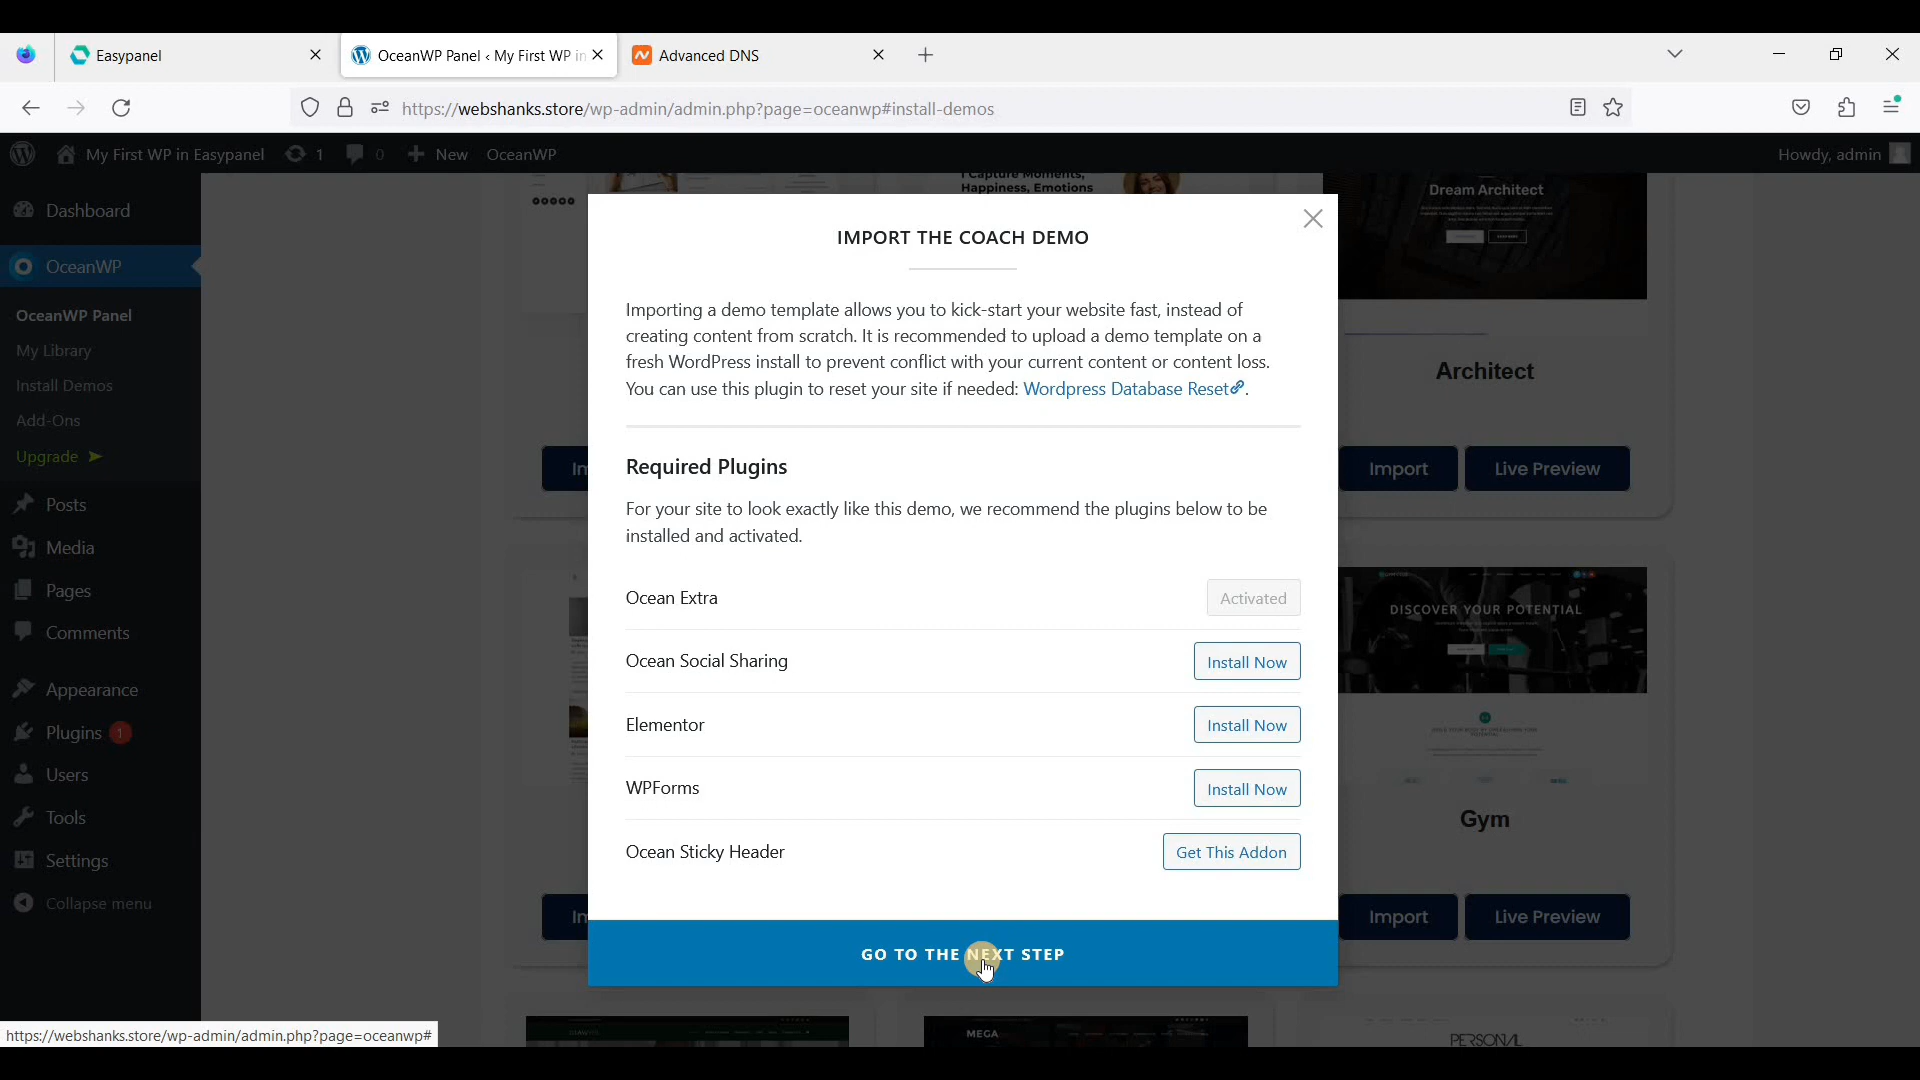 Easypanel
OceanWP Panel ‹ My First WP in
Advanced DNS
https://webshanks.store/wp-admin/admin.php?page=oceanwp#install-demos
My First WP in Easypanel
1
0
New
OceanWP
Howdy, admin
Dashboard
OceanWP
OceanWP Panel
My Library
Install Demos
Add-Ons
Upgrade
Posts
Media
Pages
Comments
Appearance
Plugins 1
Users
Tools
Settings
Collapse menu
I Capture Moments,
Happiness, Emotions
Dream Architect
Architect
Import
Live Preview
DISCOVER YOUR POTENTIAL
Gym
Import
Live Preview
MEGA
PERSONAL
IMPORT THE COACH DEMO
Importing a demo template allows you to kick-start your website fast, instead of
creating content from scratch. It is recommended to upload a demo template on a
fresh WordPress install to prevent conflict with your current content or content loss.
You can use this plugin to reset your site if needed: Wordpress Database Reset.
Required Plugins
For your site to look exactly like this demo, we recommend the plugins below to be
installed and activated.
Ocean Extra
Activated
Ocean Social Sharing
Install Now
Elementor
Install Now
WPForms
Install Now
Ocean Sticky Header
Get This Addon
GO TO THE NEXT STEP
https://webshanks.store/wp-admin/admin.php?page=oceanwp#